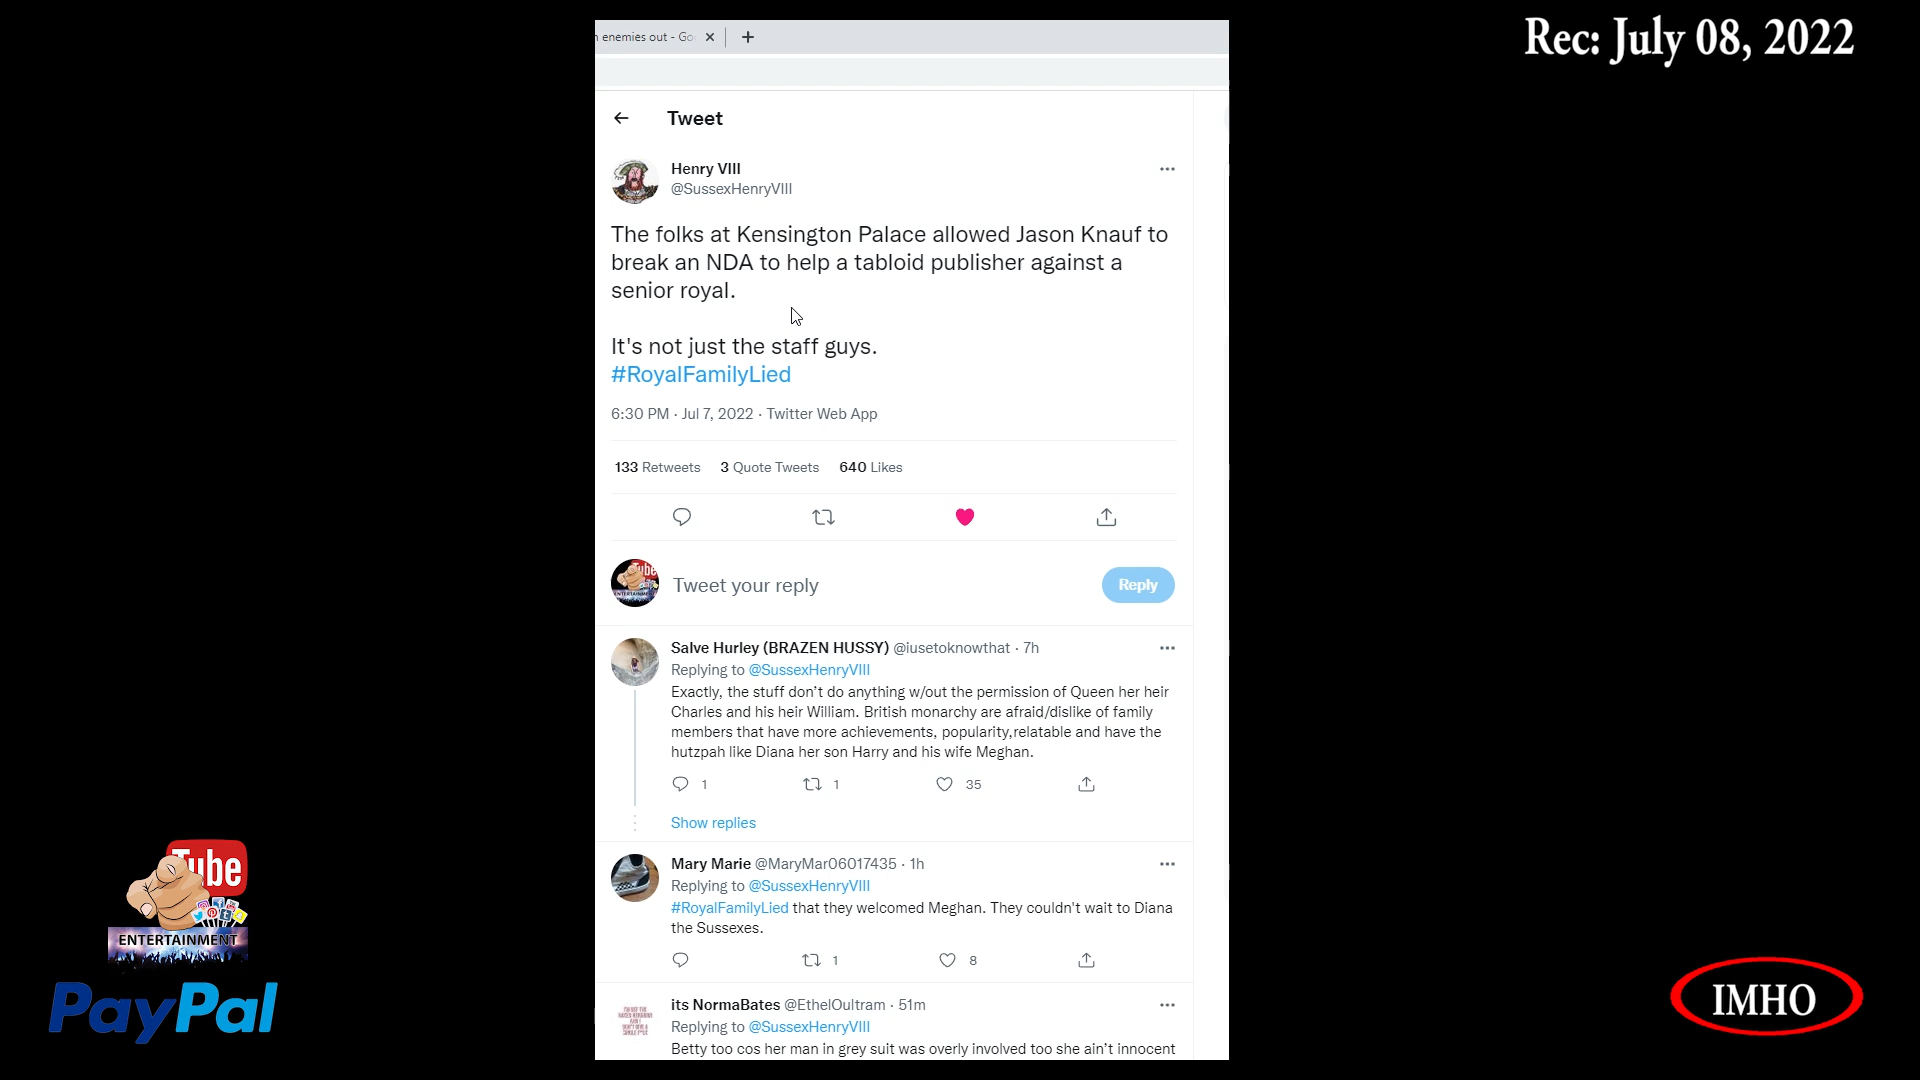 Rec: July 08, 2022
n enemies out - Go
Tweet
Henry VIII
@SussexHenryVIII
The folks at Kensington Palace allowed Jason Knauf to
break an NDA to help a tabloid publisher against a
senior royal.
It's not just the staff guys.
#RoyalFamilyLied
6:30 PM · Jul 7, 2022 · Twitter Web App
133 Retweets 3 Quote Tweets 640 Likes
Tweet your reply
Reply
Salve Hurley (BRAZEN HUSSY) @iusetoknowthat · 7h
Replying to @SussexHenryVIII
Exactly, the stuff don't do anything w/out the permission of Queen her heir
Charles and his heir William. British monarchy are afraid/dislike of family
members that have more achievements, popularity,relatable and have the
hutzpah like Diana her son Harry and his wife Meghan.
1 1 35
Show replies
Mary Marie @MaryMar06017435 · 1h
Replying to @SussexHenryVIII
#RoyalFamilyLied that they welcomed Meghan. They couldn't wait to Diana
the Sussexes.
1 8
its NormaBates @EthelOultram · 51m
Replying to @SussexHenryVIII
Betty too cos her man in grey suit was overly involved too she ain't innocent
Tube
ENTERTAINMENT
PayPal
IMHO